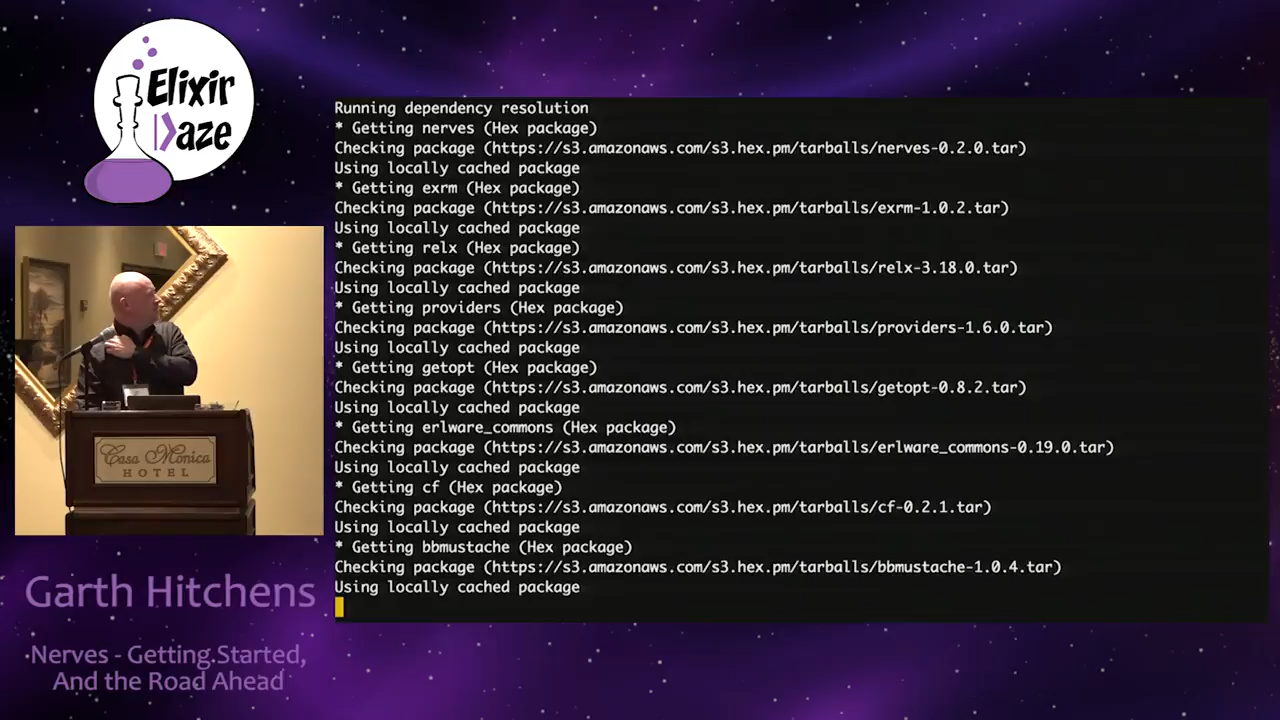 Elixir
Daze
Running dependency resolution
* Getting nerves (Hex package)
Checking package (https://s3.amazonaws.com/s3.hex.pm/tarballs/nerves-0.2.0.tar)
Using locally cached package
* Getting exrm (Hex package)
Checking package (https://s3.amazonaws.com/s3.hex.pm/tarballs/exrm-1.0.2.tar)
Using locally cached package
* Getting relx (Hex package)
Checking package (https://s3.amazonaws.com/s3.hex.pm/tarballs/relx-3.18.0.tar)
Using locally cached package
* Getting providers (Hex package)
Checking package (https://s3.amazonaws.com/s3.hex.pm/tarballs/providers-1.6.0.tar)
Using locally cached package
* Getting getopt (Hex package)
Checking package (https://s3.amazonaws.com/s3.hex.pm/tarballs/getopt-0.8.2.tar)
Using locally cached package
* Getting erlware_commons (Hex package)
Checking package (https://s3.amazonaws.com/s3.hex.pm/tarballs/erlware_commons-0.19.0.tar)
Using locally cached package
* Getting cf (Hex package)
Checking package (https://s3.amazonaws.com/s3.hex.pm/tarballs/cf-0.2.1.tar)
Using locally cached package
* Getting bbmustache (Hex package)
Checking package (https://s3.amazonaws.com/s3.hex.pm/tarballs/bbmustache-1.0.4.tar)
Using locally cached package
Casa Monica
HOTEL
Garth Hitchens
Nerves - Getting Started,
And the Road Ahead